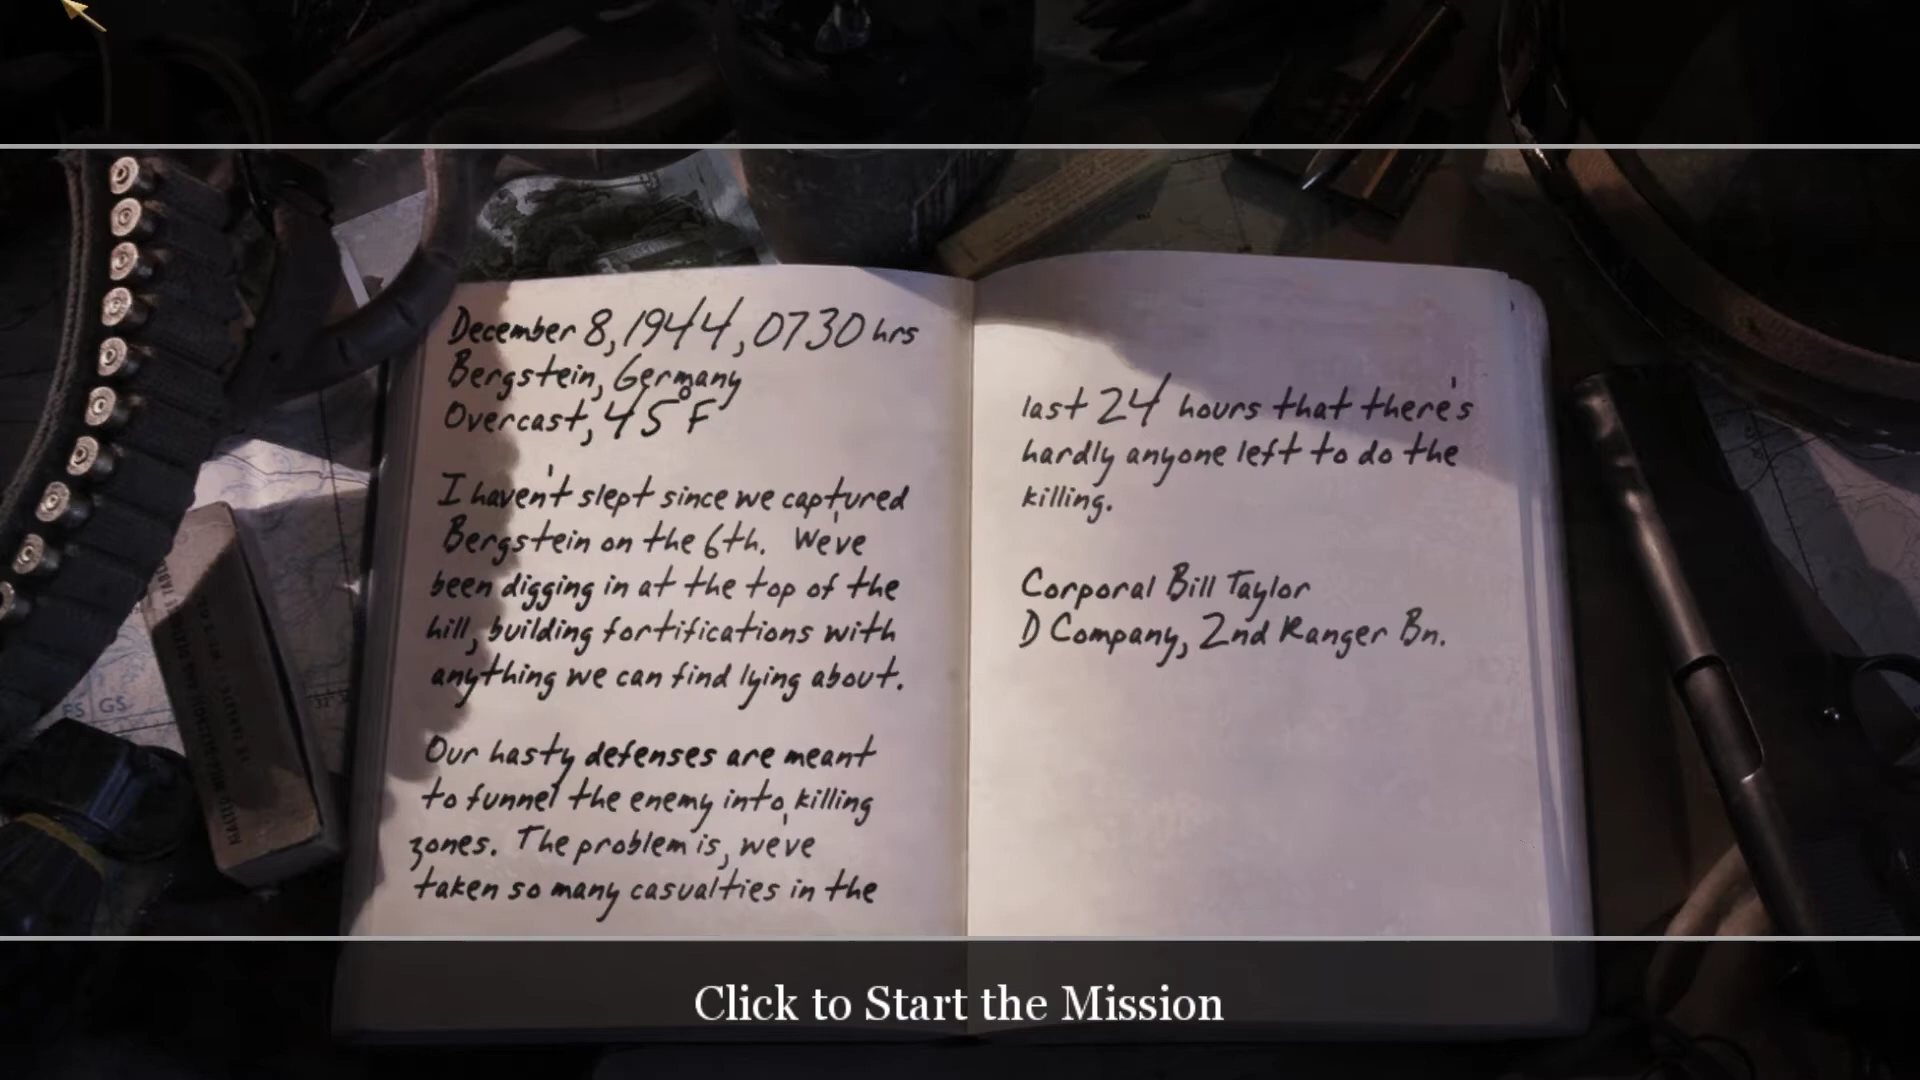 December 8, 1944, 0730 hrs
Bergstein, Germany
Overcast, 45°F
I haven't slept since we captured
Bergstein on the 6th. We've
been digging in at the top of the
hill, building fortifications with
anything we can find lying about.
Our hasty defenses are meant
to funnel the enemy into killing
zones. The problem is, we've
taken so many casualties in the
last 24 hours that there's
hardly anyone left to do the
killing.
Corporal Bill Taylor
D Company, 2nd Ranger Bn.
ES GS
Click to Start the Mission